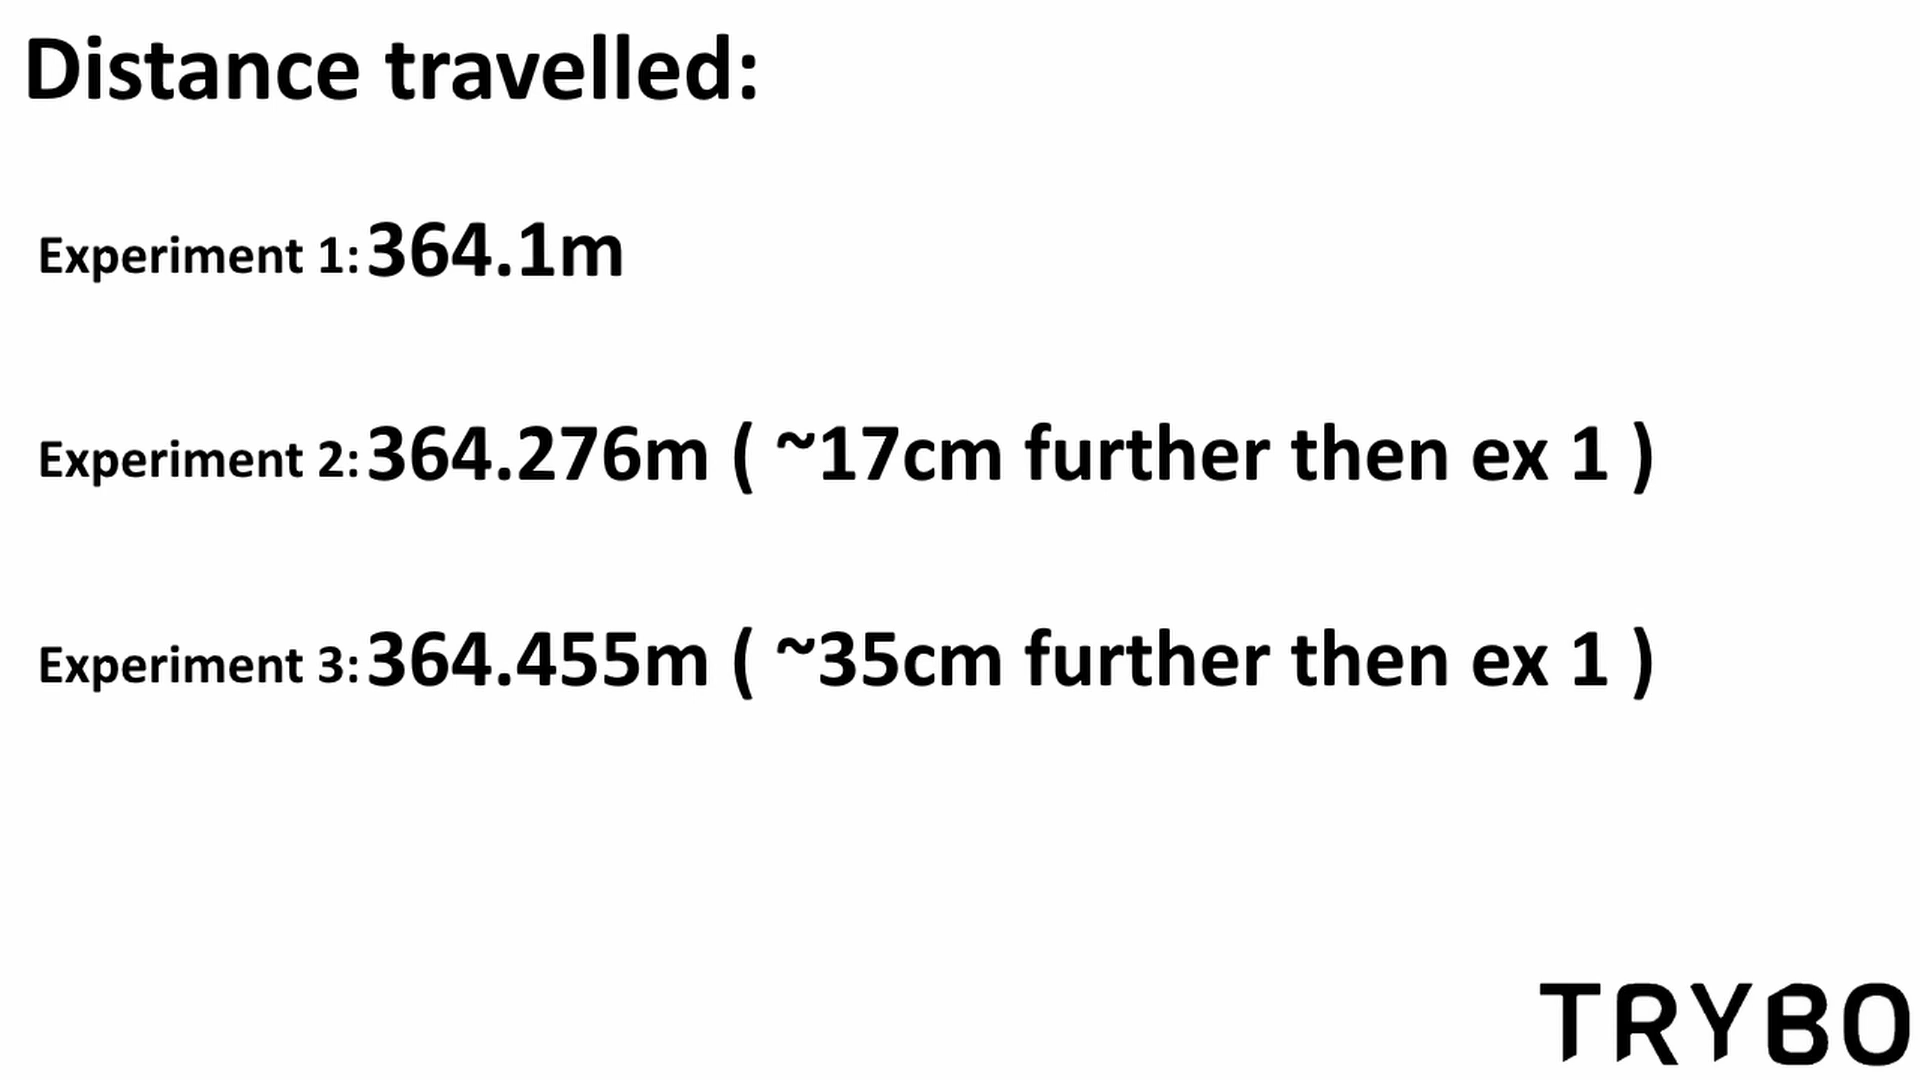 Distance travelled:
Experiment 1: 364.1m
Experiment 2: 364.276m ( ~17cm further then ex 1 )
Experiment 3: 364.455m ( ~35cm further then ex 1 )
TRYBO